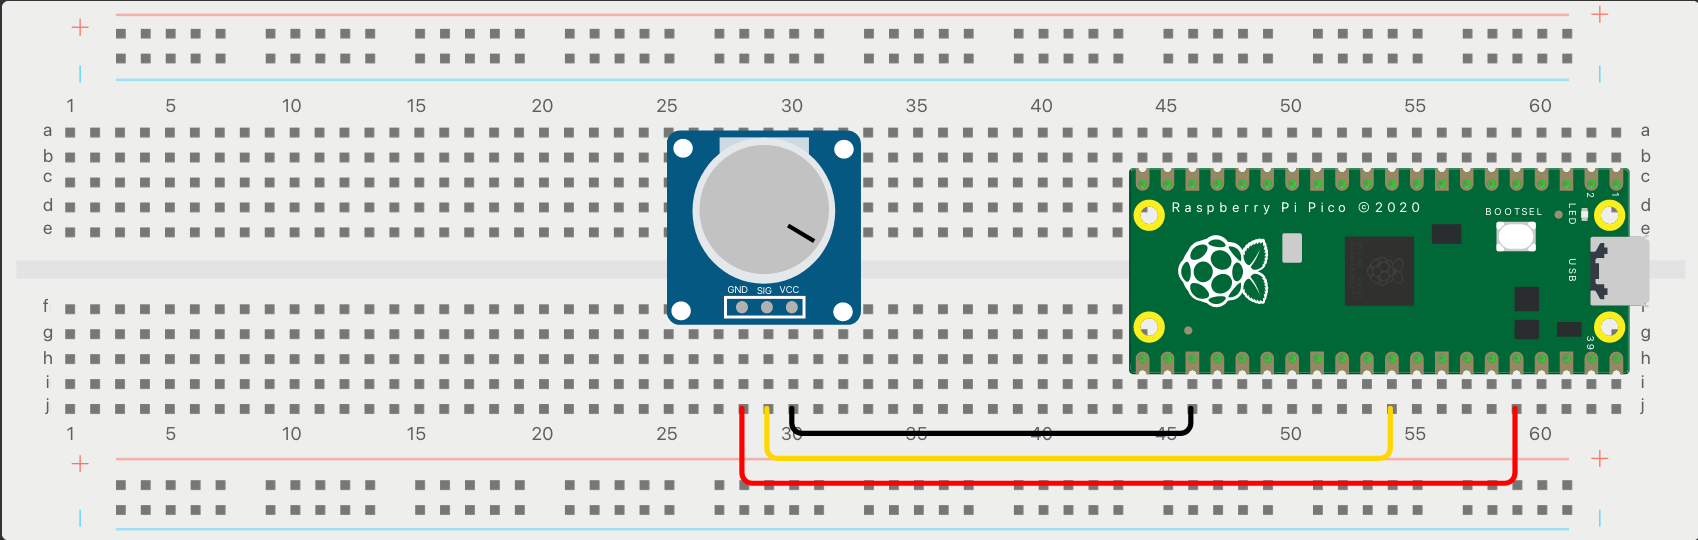 + +
1 5 10 15 20 25 30 35 40 45 50 55 60
a a
b b
c c
d d
e e
2 1
Raspberry Pi Pico ©2020
BOOTSEL
LED
USB
GND SIG VCC
f
g g
39
h h
i i
j j
1 5 10 15 20 25 30 35 40 45 50 55 60
+ +